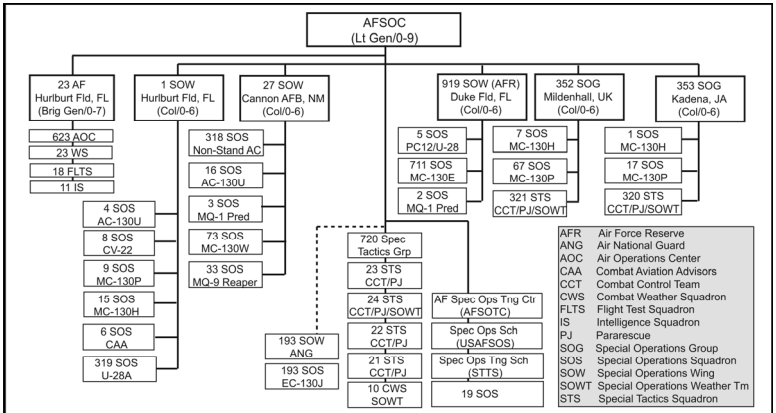 AFSOC
(Lt Gen/0-9)
23 AF
Hurlburt Fld, FL
(Brig Gen/0-7)
623 AOC
23 WS
18 FLTS
11 IS
1 SOW
Hurlburt Fld, FL
(Col/0-6)
4 SOS
AC-130U
8 SOS
CV-22
9 SOS
MC-130P
15 SOS
MC-130H
6 SOS
CAA
319 SOS
U-28A
27 SOW
Cannon AFB, NM
(Col/0-6)
318 SOS
Non-Stand AC
16 SOS
AC-130U
3 SOS
MQ-1 Pred
73 SOS
MC-130W
33 SOS
MQ-9 Reaper
193 SOW
ANG
193 SOS
EC-130J
720 Spec
Tactics Grp
23 STS
CCT/PJ
24 STS
CCT/PJ/SOWT
22 STS
CCT/PJ
21 STS
CCT/PJ
10 CWS
SOWT
AF Spec Ops Tng Ctr
(AFSOTC)
Spec Ops Sch
(USAFSOS)
Spec Ops Tng Sch
(STTS)
19 SOS
919 SOW (AFR)
Duke Fld, FL
(Col/0-6)
5 SOS
PC12/U-28
711 SOS
MC-130E
2 SOS
MQ-1 Pred
352 SOG
Mildenhall, UK
(Col/0-6)
7 SOS
MC-130H
67 SOS
MC-130P
321 STS
CCT/PJ/SOWT
353 SOG
Kadena, JA
(Col/0-6)
1 SOS
MC-130H
17 SOS
MC-130P
320 STS
CCT/PJ/SOWT
AFR Air Force Reserve
ANG Air National Guard
AOC Air Operations Center
CAA Combat Aviation Advisors
CCT Combat Control Team
CWS Combat Weather Squadron
FLTS Flight Test Squadron
IS Intelligence Squadron
PJ Pararescue
SOG Special Operations Group
SOS Special Operations Squadron
SOW Special Operations Wing
SOWT Special Operations Weather Tm
STS Special Tactics Squadron